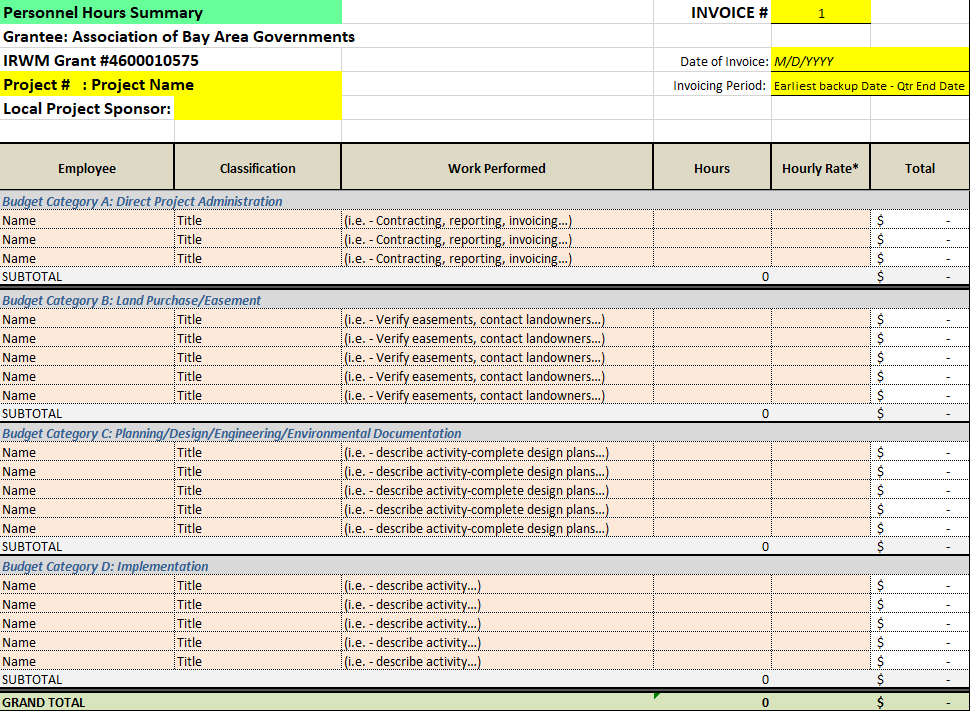 Personnel Hours Summary INVOICE # 1
Grantee: Association of Bay Area Governments
IRWM Grant #4600010575 Date of Invoice: M/D/YYYY
Project # : Project Name Invoicing Period: Earliest backup Date - Qtr End Date
Local Project Sponsor:
Employee Classification Work Performed Hours Hourly Rate* Total
Budget Category A: Direct Project Administration
Name Title (i.e. - Contracting, reporting, invoicing...) $ -
Name Title (i.e. - Contracting, reporting, invoicing...) $ -
Name Title (i.e. - Contracting, reporting, invoicing...) $ -
SUBTOTAL 0 $ -
Budget Category B: Land Purchase/Easement
Name Title (i.e. - Verify easements, contact landowners...) $ -
Name Title (i.e. - Verify easements, contact landowners...) $ -
Name Title (i.e. - Verify easements, contact landowners...) $ -
Name Title (i.e. - Verify easements, contact landowners...) $ -
Name Title (i.e. - Verify easements, contact landowners...) $ -
SUBTOTAL 0 $ -
Budget Category C: Planning/Design/Engineering/Environmental Documentation
Name Title (i.e. - describe activity-complete design plans...) $ -
Name Title (i.e. - describe activity-complete design plans...) $ -
Name Title (i.e. - describe activity-complete design plans...) $ -
Name Title (i.e. - describe activity-complete design plans...) $ -
Name Title (i.e. - describe activity-complete design plans...) $ -
SUBTOTAL 0 $ -
Budget Category D: Implementation
Name Title (i.e. - describe activity...) $ -
Name Title (i.e. - describe activity...) $ -
Name Title (i.e. - describe activity...) $ -
Name Title (i.e. - describe activity...) $ -
Name Title (i.e. - describe activity...) $ -
SUBTOTAL 0 $ -
GRAND TOTAL 0 $ -